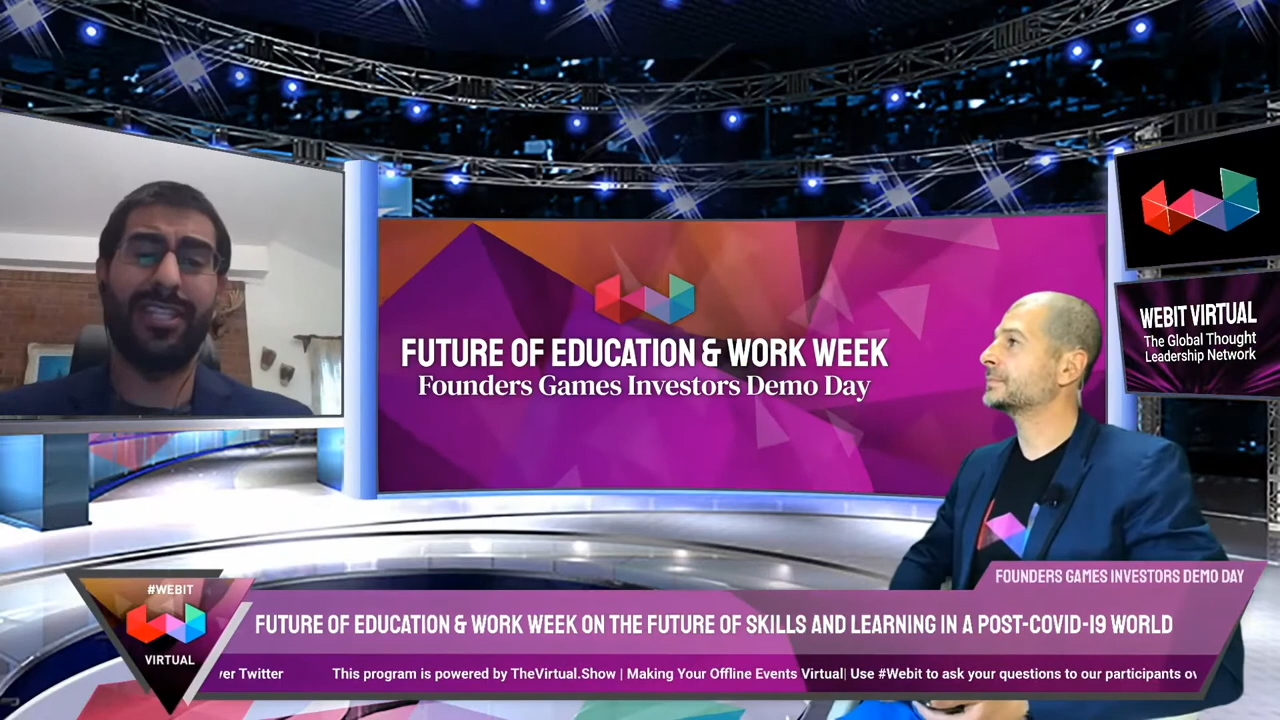 FUTURE OF EDUCATION & WORK WEEK
Founders Games Investors Demo Day
WEBIT VIRTUAL
The Global Thought
Leadership Network
FOUNDERS GAMES INVESTORS DEMO DAY
#WEBIT
VIRTUAL
FUTURE OF EDUCATION & WORK WEEK ON THE FUTURE OF SKILLS AND LEARNING IN A POST-COVID-19 WORLD
Twitter This program is powered by TheVirtual.Show | Making Your Offline Events Virtual| Use #Webit to ask your questions to our participants